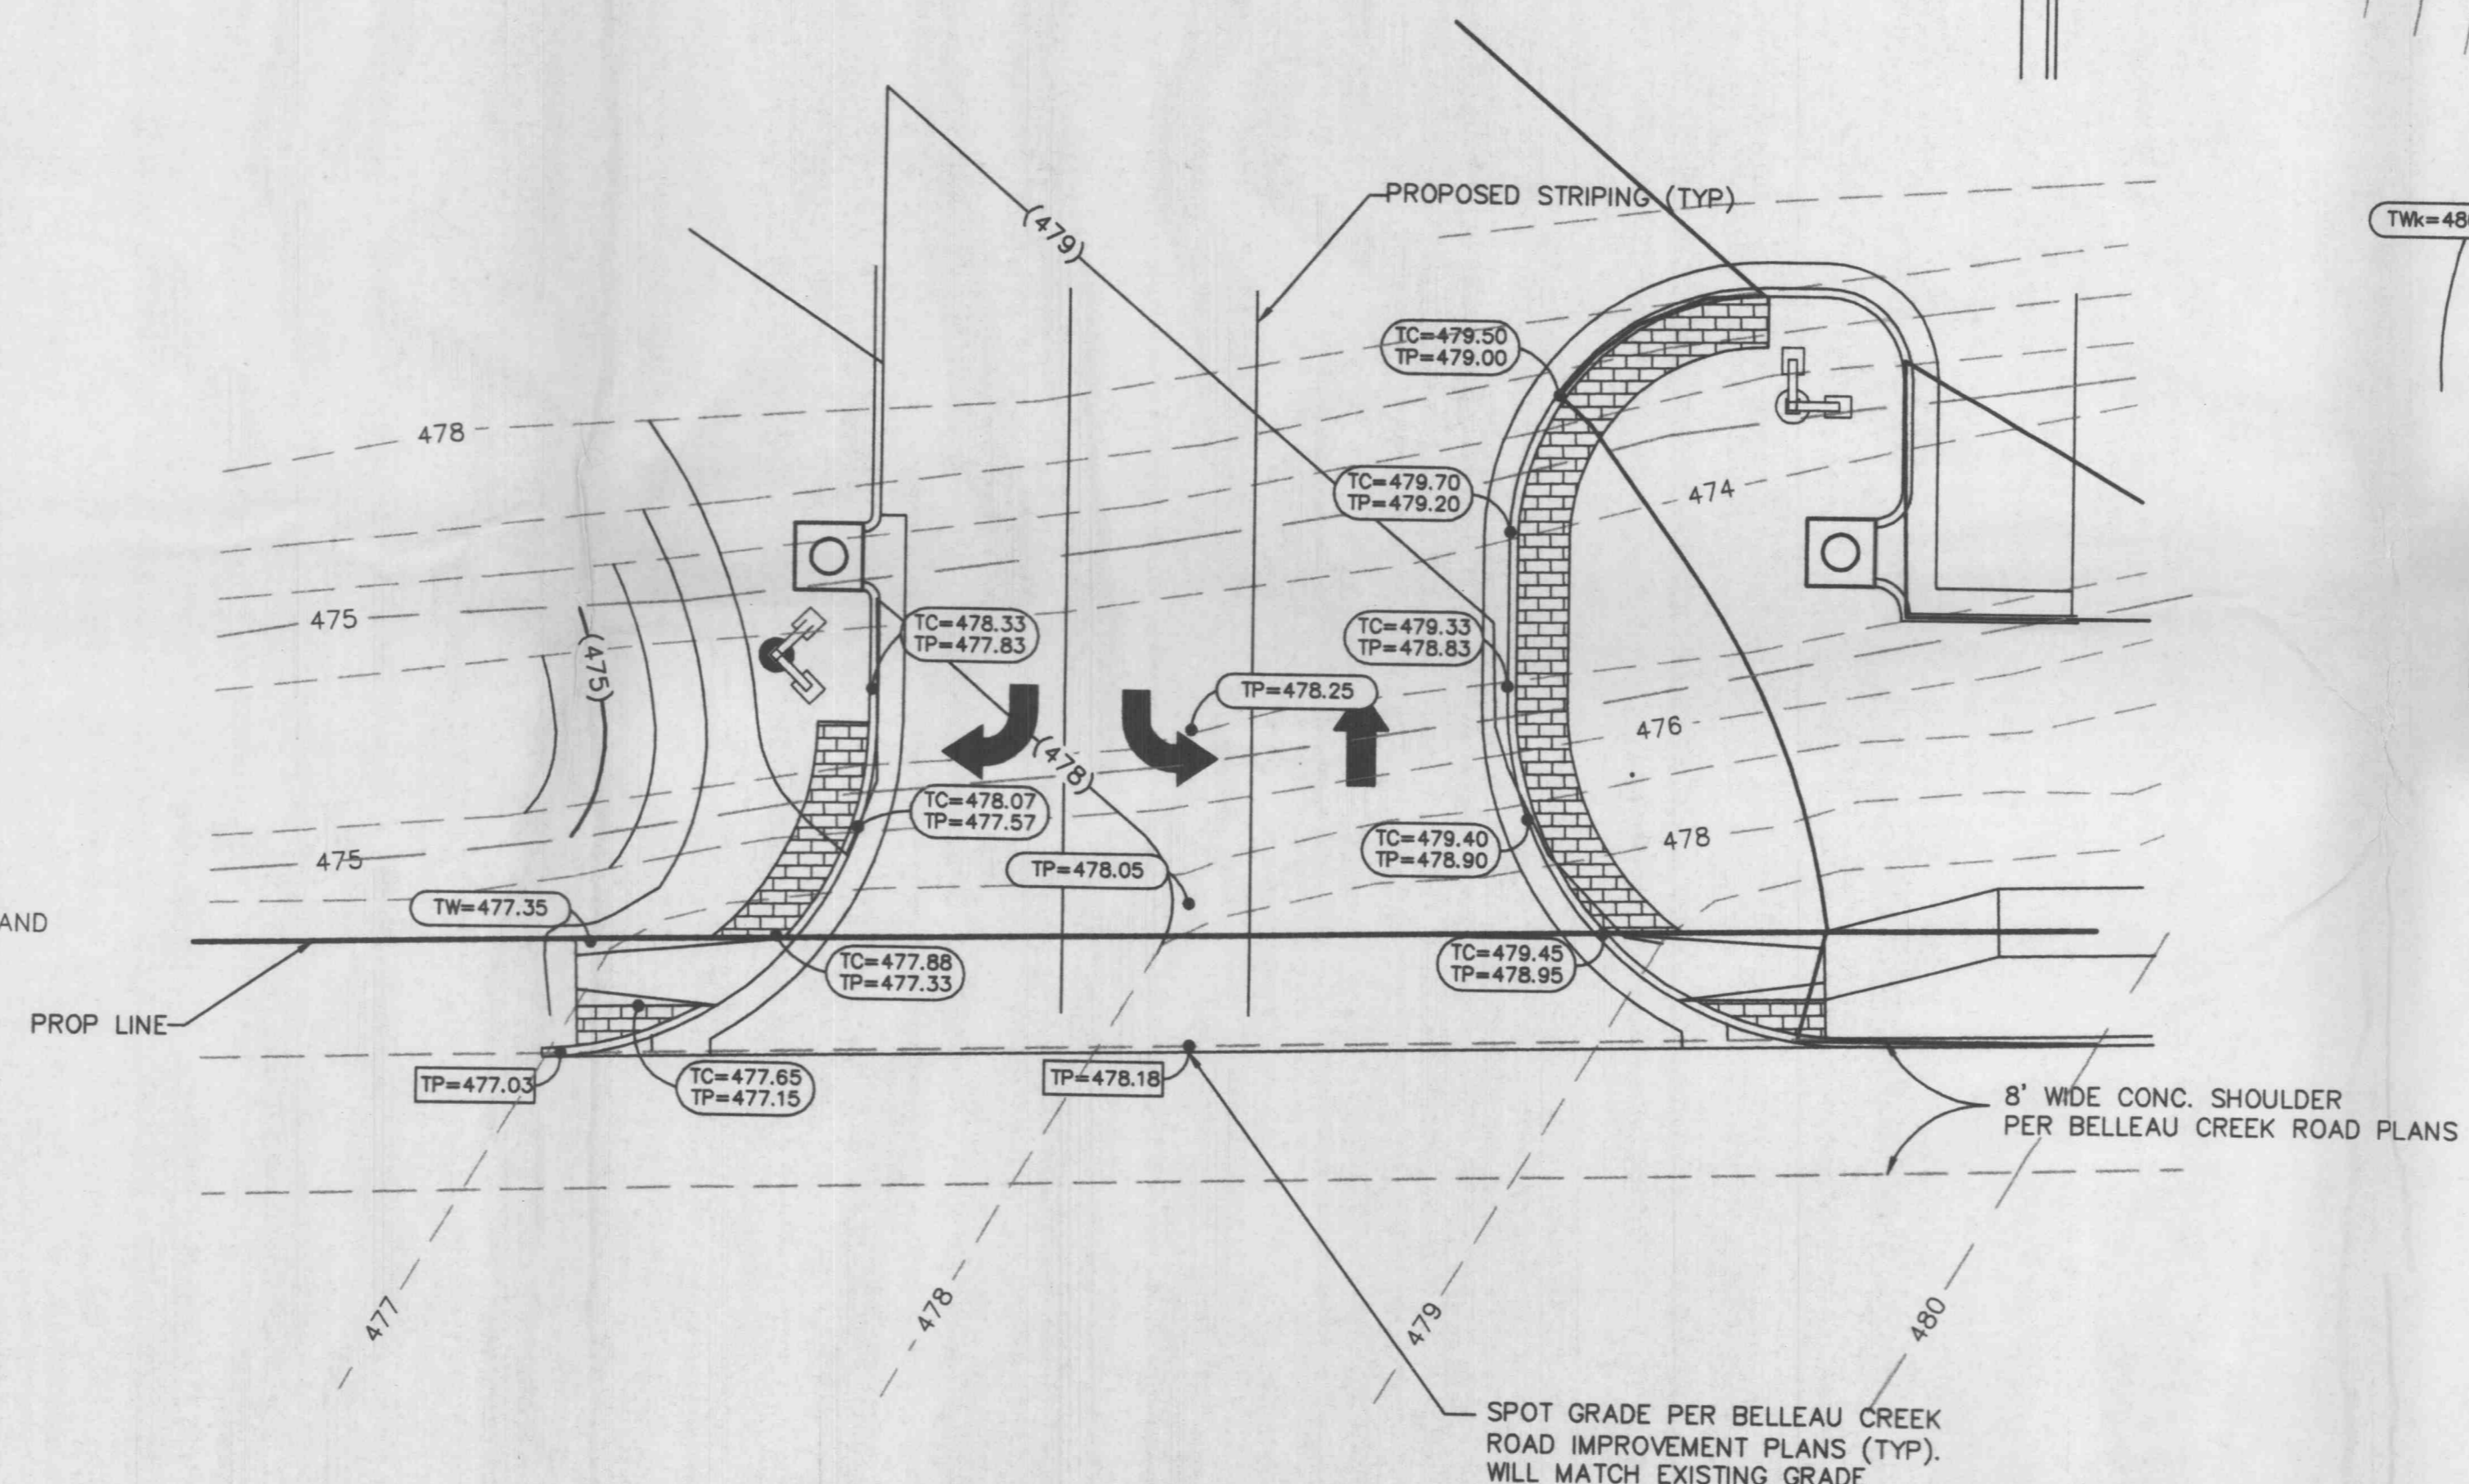 PROPOSED STRIPING (TYP)
(479)
TC=479.50
TP=479.00
478
TC=479.70
TP=479.20
474
475
(475)
TC=478.33
TP=477.83
TC=479.33
TP=478.83
TP=478.25
476
(478)
TC=478.07
TP=477.57
TC=479.40
TP=478.90
478
475
TP=478.05
TW=477.35
AND
TC=477.88
TP=477.33
TC=479.45
TP=478.95
PROP LINE
TP=477.03
TC=477.65
TP=477.15
TP=478.18
8' WIDE CONC. SHOULDER
PER BELLEAU CREEK ROAD PLANS
477
478
479
480
SPOT GRADE PER BELLEAU CREEK
ROAD IMPROVEMENT PLANS (TYP).
WILL MATCH EXISTING GRADE